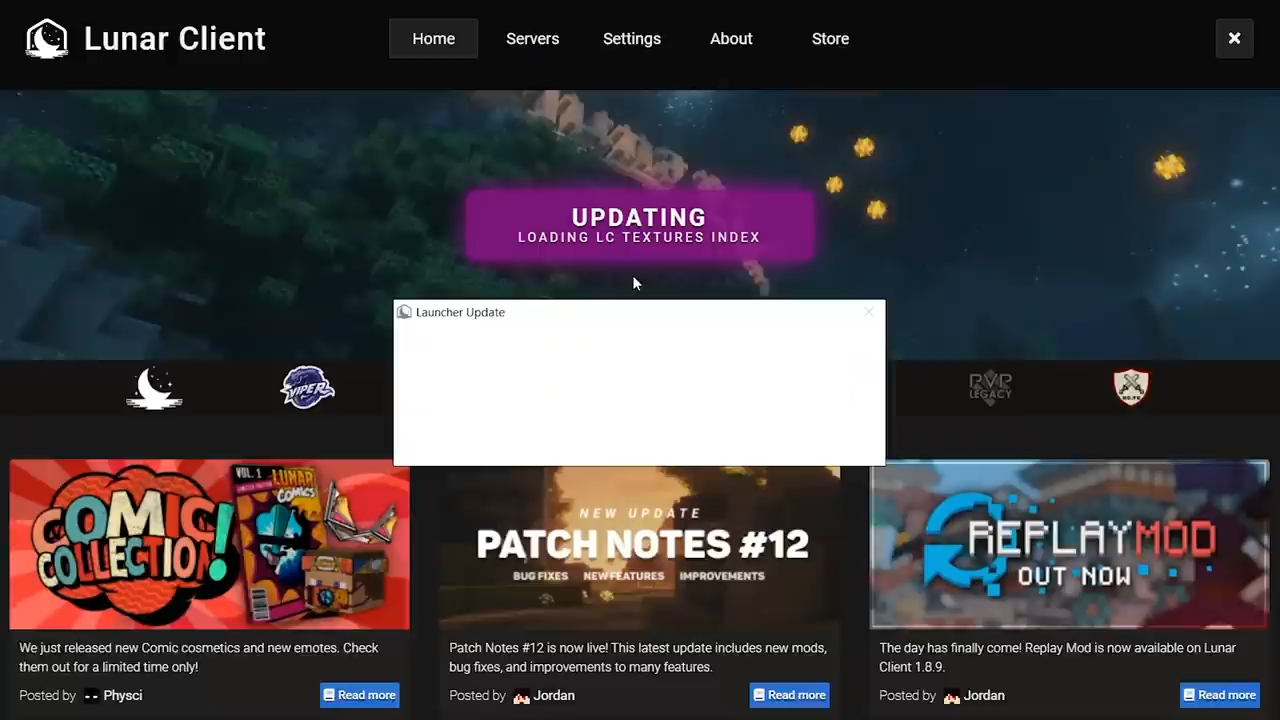 Lunar Client
Home
Servers
Settings
About
Store
UPDATING
LOADING LC TEXTURES INDEX
Launcher Update
VIPER
PVP
LEGACY
COMIC
COLLECTION!
VOL. 1
LUNAR
COMICS
NEW UPDATE
PATCH NOTES #12
BUG FIXES NEW FEATURES IMPROVEMENTS
REPLAYMOD
OUT NOW
We just released new Comic cosmetics and new emotes. Check
them out for a limited time only!
Posted by Physci
Read more
Patch Notes #12 is now live! This latest update includes new mods,
bug fixes, and improvements to many features.
Posted by Jordan
Read more
The day has finally come! Replay Mod is now available on Lunar
Client 1.8.9.
Posted by Jordan
Read more